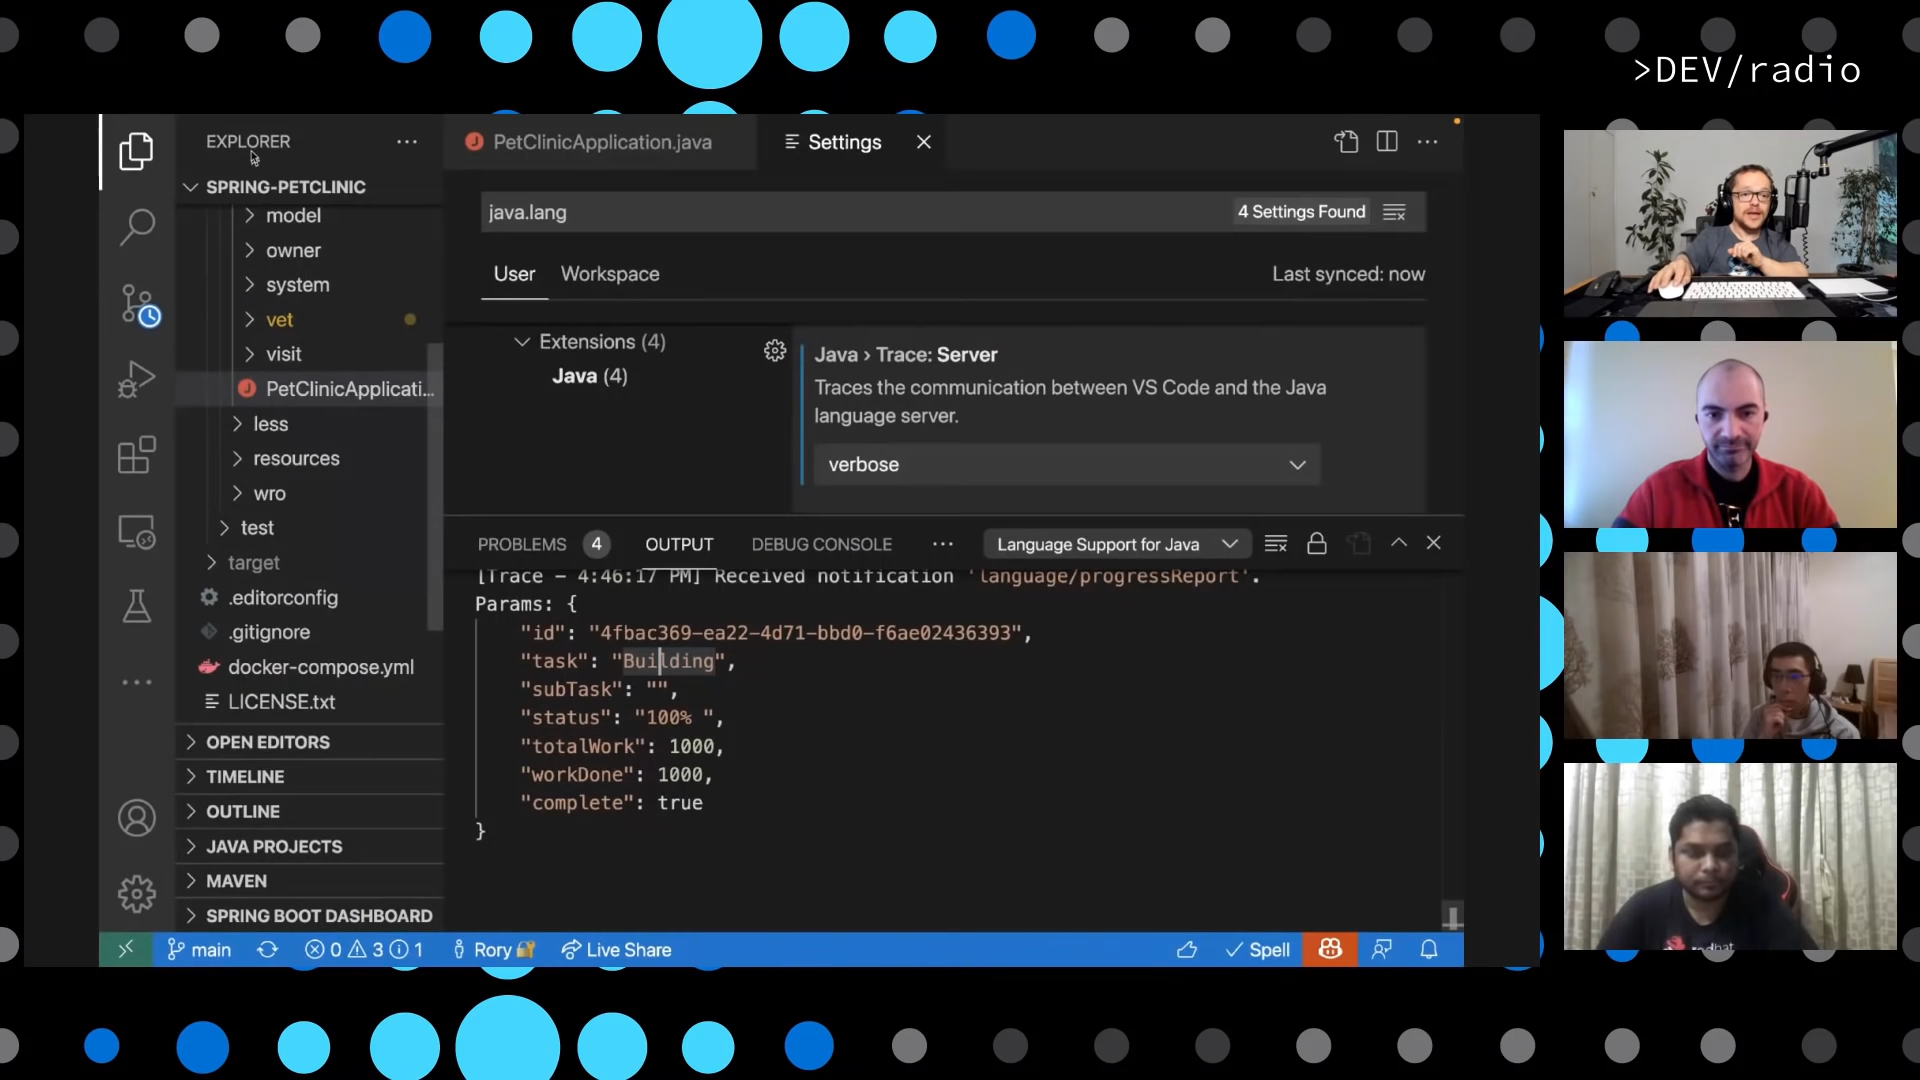 >DEV/radio
EXPLORER
SPRING-PETCLINIC
model
owner
system
vet
visit
PetClinicApplicati...
less
resources
wro
test
target
.editorconfig
.gitignore
docker-compose.yml
LICENSE.txt
OPEN EDITORS
TIMELINE
OUTLINE
JAVA PROJECTS
MAVEN
SPRING BOOT DASHBOARD
PetClinicApplication.java
Settings
java.lang
4 Settings Found
User Workspace
Last synced: now
Extensions (4)
Java (4)
Java › Trace: Server
Traces the communication between VS Code and the Java
language server.
verbose
PROBLEMS 4 OUTPUT DEBUG CONSOLE
Language Support for Java
[Trace - 4:46:17 PM] Received notification 'language/progressReport'.
Params: {
"id": "4fbac369-ea22-4d71-bbd0-f6ae02436393",
"task": "Building",
"subTask": "",
"status": "100% ",
"totalWork": 1000,
"workDone": 1000,
"complete": true
}
main 0 3 1 Rory Live Share
Spell